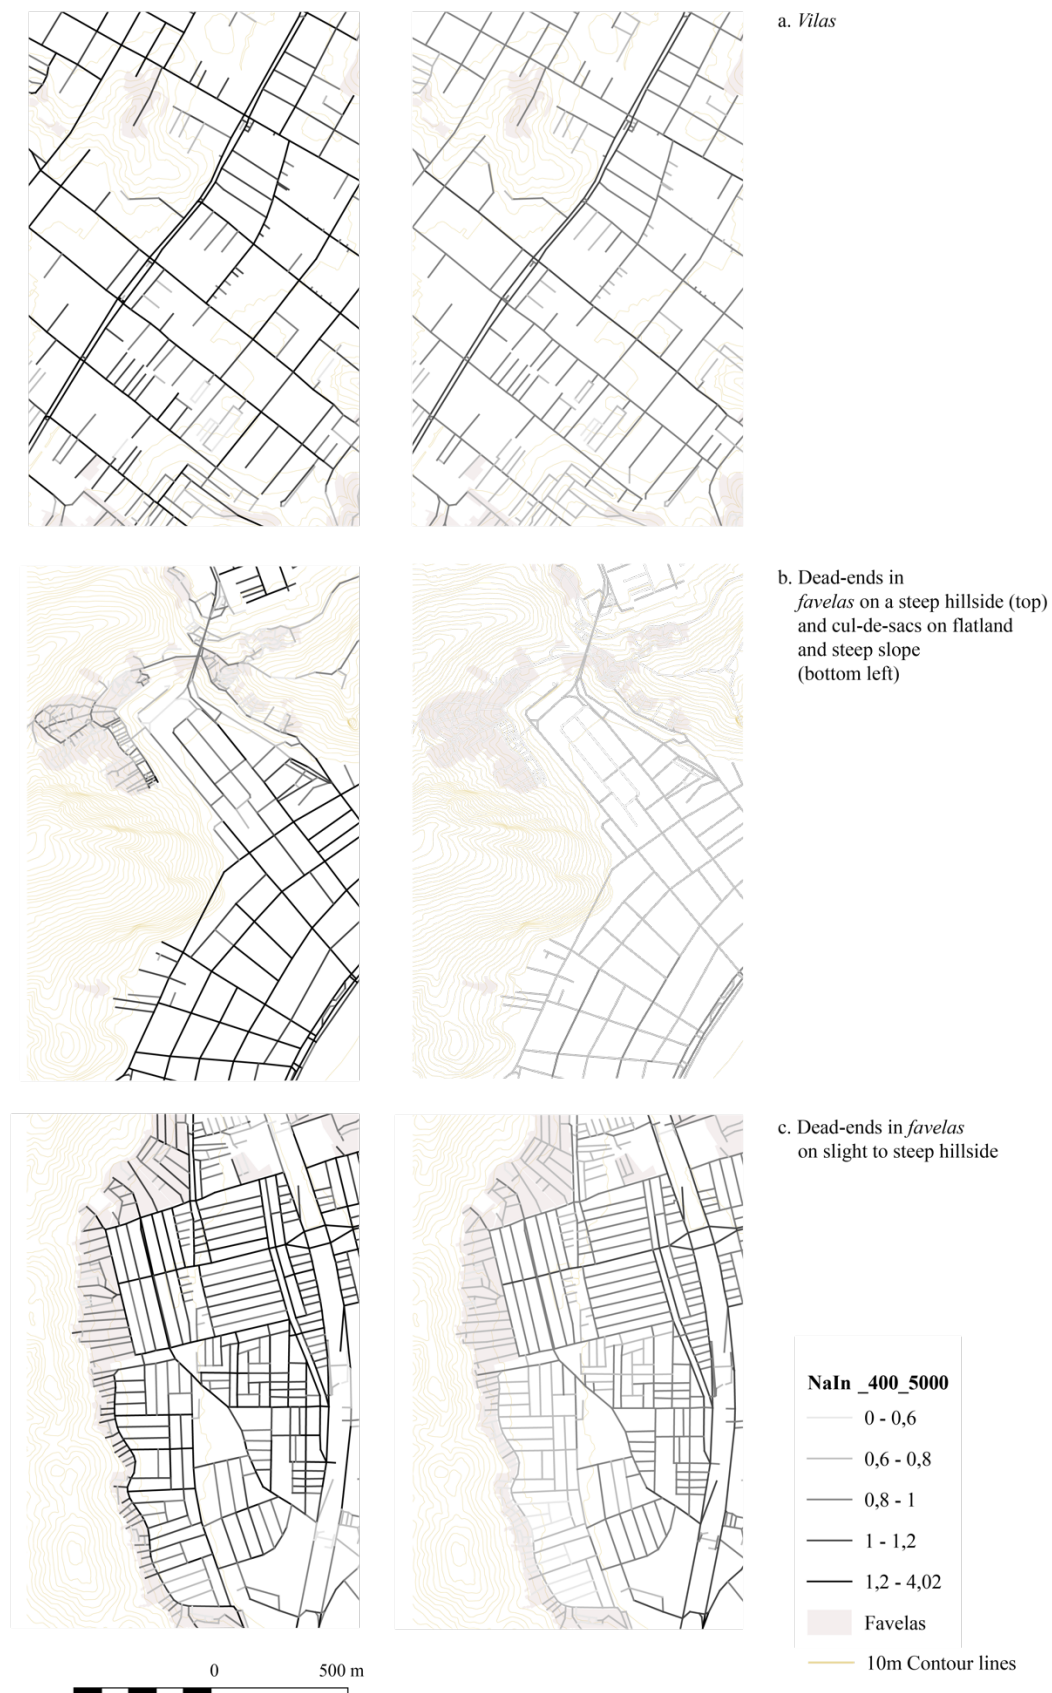 a. Vilas
b. Dead-ends in
favelas on a steep hillside (top)
and cul-de-sacs on flatland
and steep slope
(bottom left)
c. Dead-ends in favelas
on slight to steep hillside
NaIn _400_5000
0 - 0,6
0,6 - 0,8
0,8 - 1
1 - 1,2
1,2 - 4,02
Favelas
10m Contour lines
0 500 m